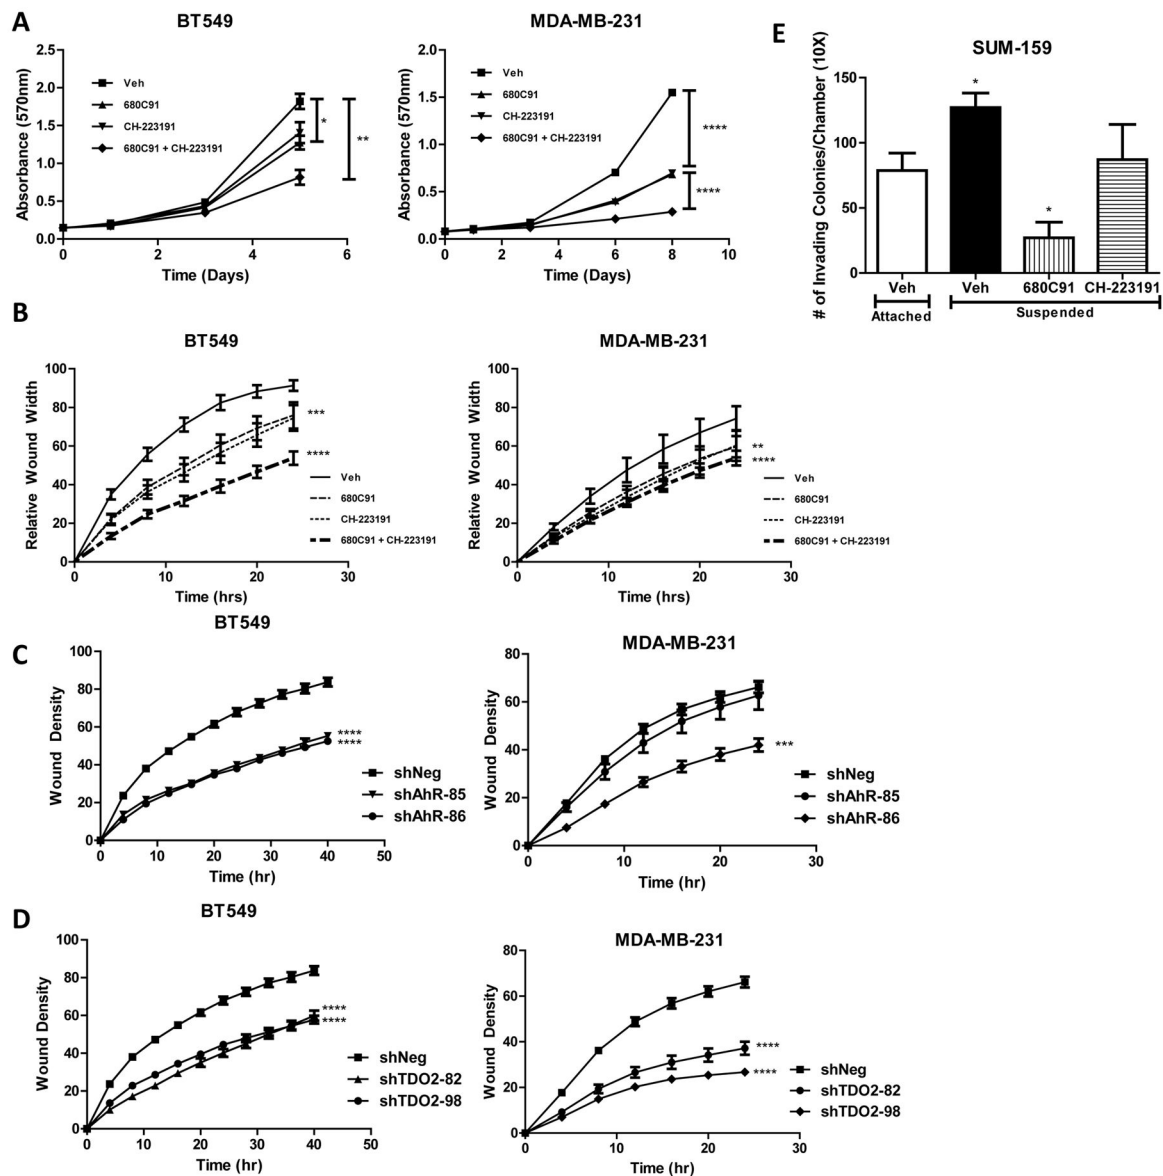 A
BT549
Absorbance (570nm)
2.5
2.0
1.5
1.0
0.5
0.0
Veh
680C91
CH-223191
680C91 + CH-223191
*
**
0 2 4 6
Time (Days)
MDA-MB-231
Absorbance (570nm)
2.0
1.5
1.0
0.5
0.0
Veh
680C91
CH-223191
680C91 + CH-223191
****
****
0 2 4 6 8 10
Time (Days)
E
SUM-159
# of Invading Colonies/Chamber (10X)
150
100
50
0
*
*
Veh Veh 680C91 CH-223191
Attached Suspended
B
BT549
Relative Wound Width
100
80
60
40
20
0
***
****
Veh
680C91
CH-223191
680C91 + CH-223191
0 10 20 30
Time (hrs)
MDA-MB-231
Relative Wound Width
100
80
60
40
20
0
**
****
Veh
680C91
CH-223191
680C91 + CH-223191
0 10 20 30
Time (hrs)
C
BT549
Wound Density
100
80
60
40
20
0
****
****
shNeg
shAhR-85
shAhR-86
0 10 20 30 40 50
Time (hr)
MDA-MB-231
Wound Density
80
60
40
20
0
***
shNeg
shAhR-85
shAhR-86
0 10 20 30
Time (hr)
D
BT549
Wound Density
100
80
60
40
20
0
****
****
shNeg
shTDO2-82
shTDO2-98
0 10 20 30 40 50
Time (hr)
MDA-MB-231
Wound Density
80
60
40
20
0
****
****
shNeg
shTDO2-82
shTDO2-98
0 10 20 30
Time (hr)